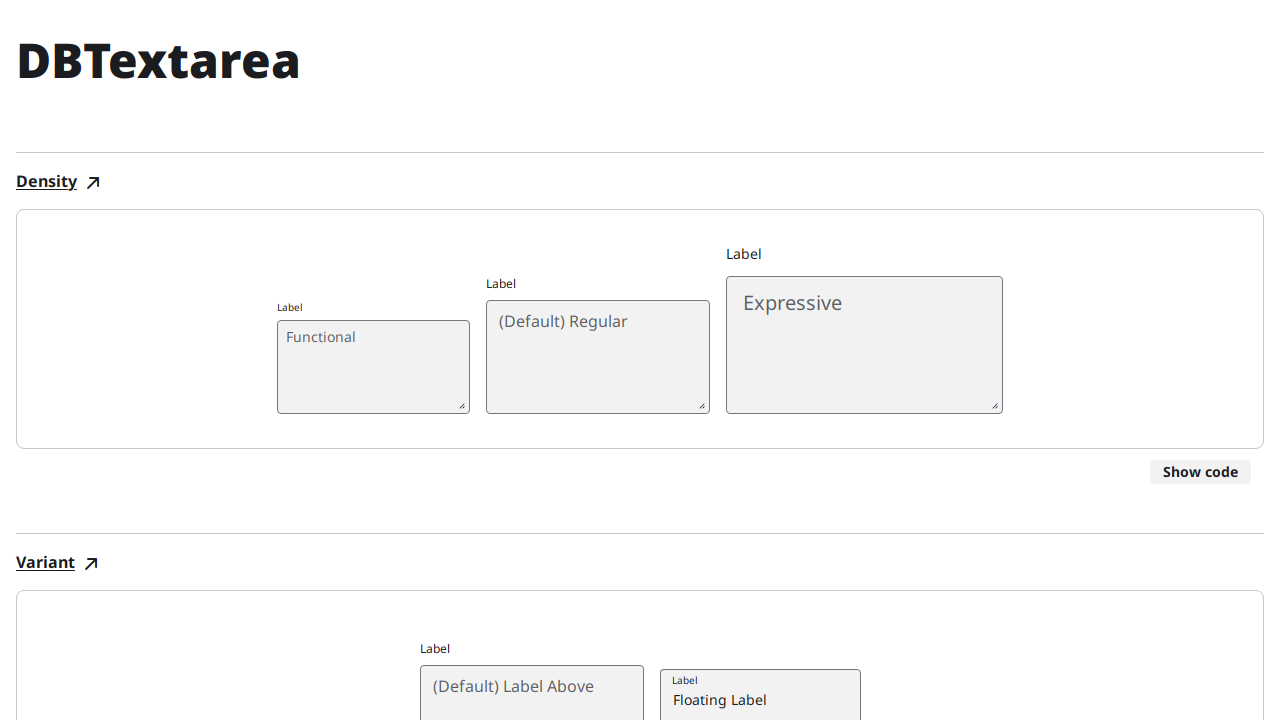 DBTextarea
Density
Label
Label
Label
Functional
(Default) Regular
Expressive
Show code
Variant
Label
(Default) Label Above
Label
Floating Label